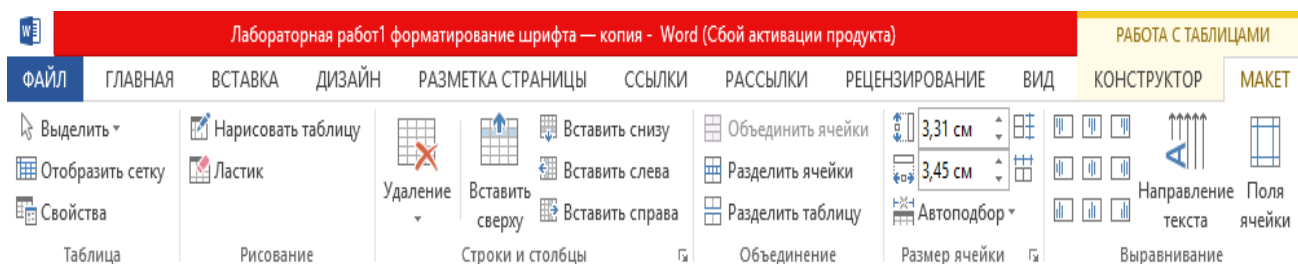 Лабораторная работ1 форматирование шрифта — копия - Word (Сбой активации продукта)
РАБОТА С ТАБЛИЦАМИ
ФАЙЛ ГЛАВНАЯ ВСТАВКА ДИЗАЙН РАЗМЕТКА СТРАНИЦЫ ССЫЛКИ РАССЫЛКИ РЕЦЕНЗИРОВАНИЕ ВИД КОНСТРУКТОР МАКЕТ
Выделить
Отобразить сетку
Свойства
Таблица
Нарисовать таблицу
Ластик
Рисование
Удаление
Вставить
сверху
Вставить снизу
Вставить слева
Вставить справа
Строки и столбцы
Объединить ячейки
Разделить ячейки
Разделить таблицу
Объединение
3,31 см
3,45 см
Автоподбор
Размер ячейки
Направление
текста
Поля
ячейки
Выравнивание